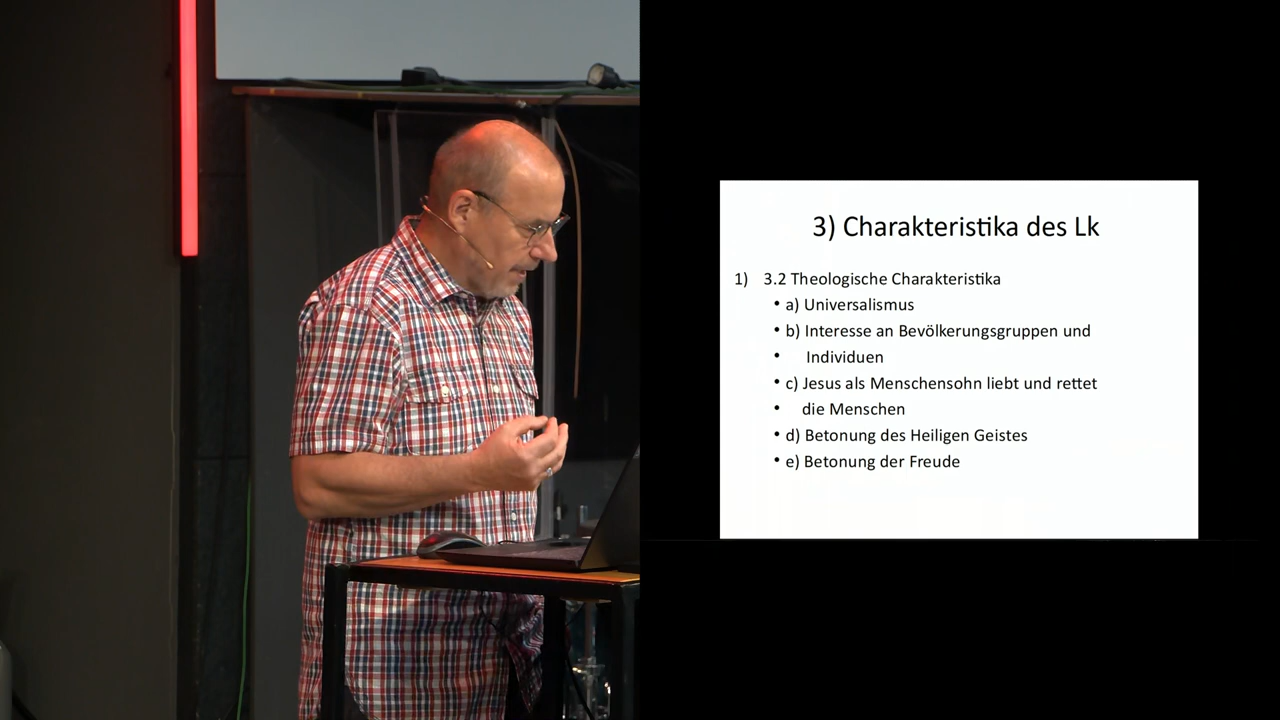 3) Charakteristika des Lk
1) 3.2 Theologische Charakteristika
• a) Universalismus
• b) Interesse an Bevölkerungsgruppen und
• Individuen
• c) Jesus als Menschensohn liebt und rettet
• die Menschen
• d) Betonung des Heiligen Geistes
• e) Betonung der Freude